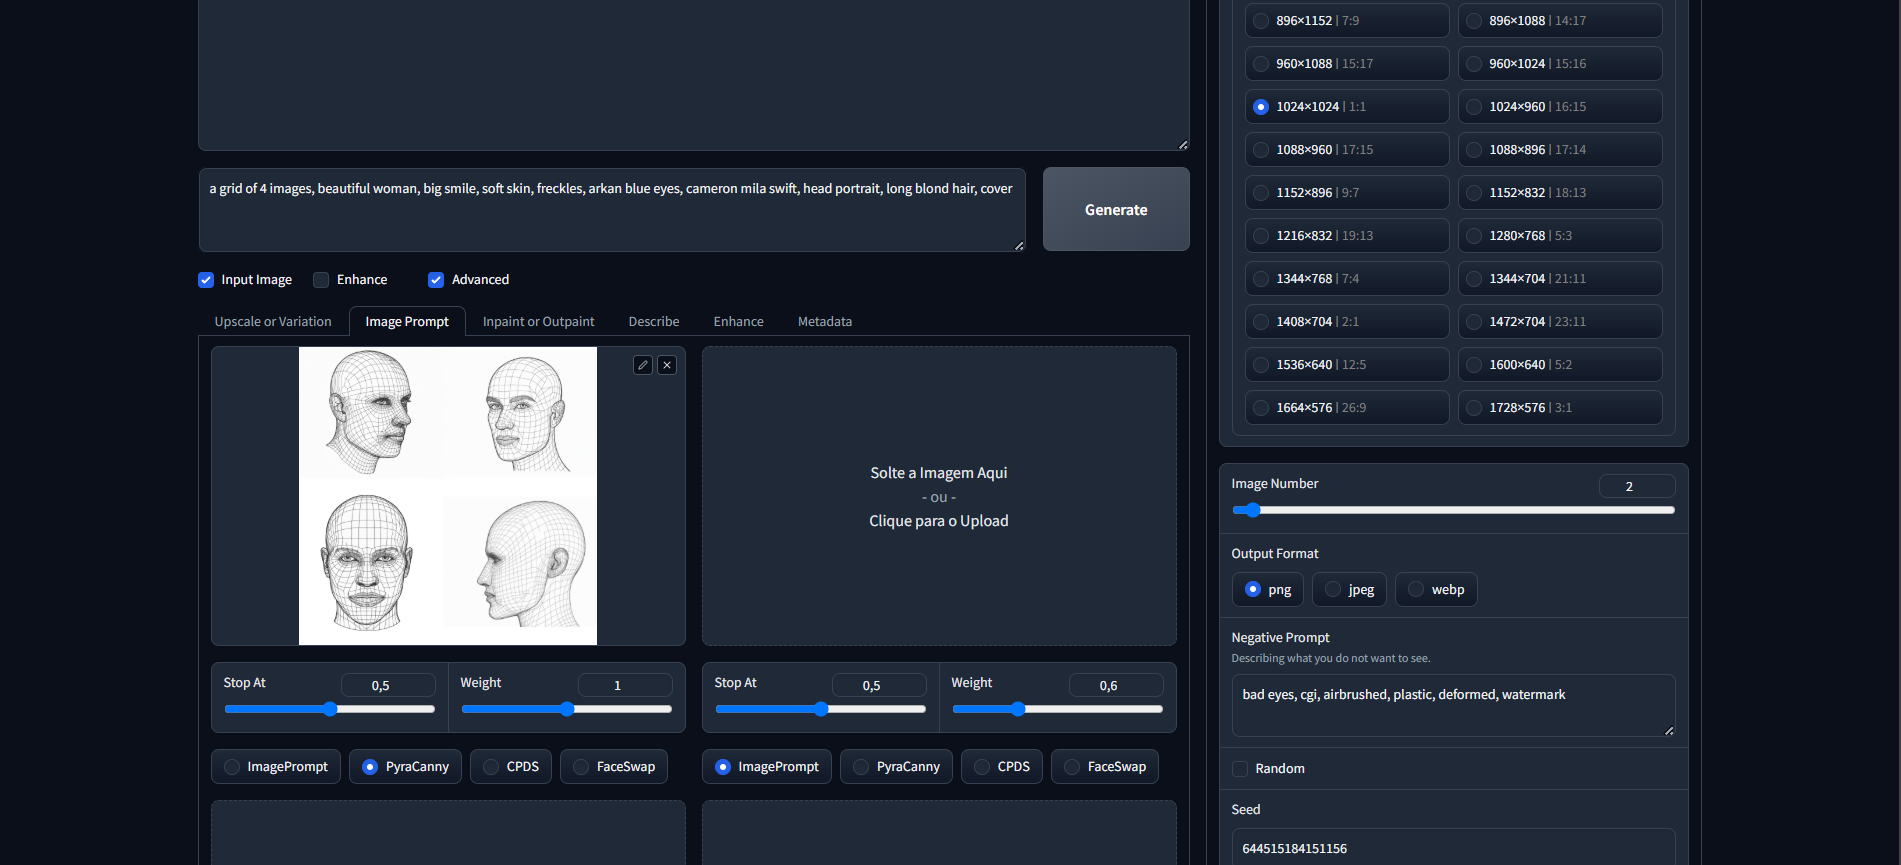 896×1152 | 7:9
896×1088 | 14:17
960×1088 | 15:17
960×1024 | 15:16
1024×1024 | 1:1
1024×960 | 16:15
1088×960 | 17:15
1088×896 | 17:14
1152×896 | 9:7
1152×832 | 18:13
1216×832 | 19:13
1280×768 | 5:3
1344×768 | 7:4
1344×704 | 21:11
1408×704 | 2:1
1472×704 | 23:11
1536×640 | 12:5
1600×640 | 5:2
1664×576 | 26:9
1728×576 | 3:1
a grid of 4 images, beautiful woman, big smile, soft skin, freckles, arkan blue eyes, cameron mila swift, head portrait, long blond hair, cover
Generate
Input Image
Enhance
Advanced
Upscale or Variation
Image Prompt
Inpaint or Outpaint
Describe
Enhance
Metadata
Solte a Imagem Aqui
- ou -
Clique para o Upload
Stop At
0,5
Weight
1
Stop At
0,5
Weight
0,6
ImagePrompt
PyraCanny
CPDS
FaceSwap
ImagePrompt
PyraCanny
CPDS
FaceSwap
Image Number
2
Output Format
png
jpeg
webp
Negative Prompt
Describing what you do not want to see.
bad eyes, cgi, airbrushed, plastic, deformed, watermark
Random
Seed
644515184151156